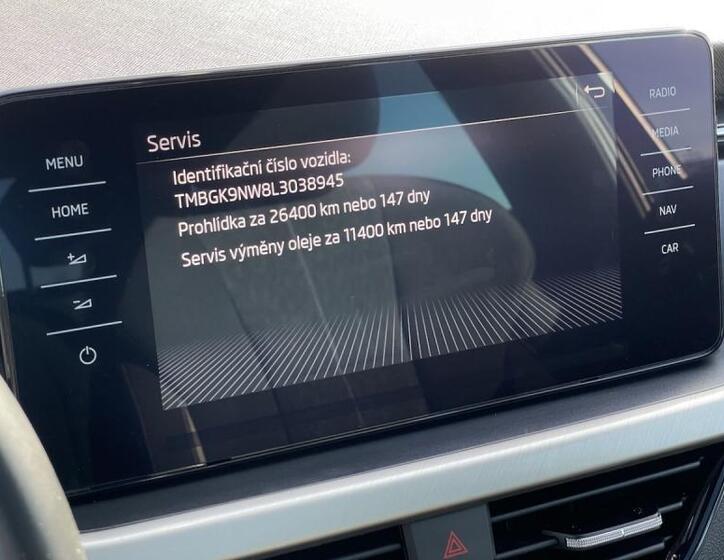 MENU
HOME
Servis
Identifikační číslo vozidla:
TMBGK9NW8L3038945
Prohlídka za 26400 km nebo 147 dny
Servis výměny oleje za 11400 km nebo 147 dny
RADIO
MEDIA
PHONE
NAV
CAR